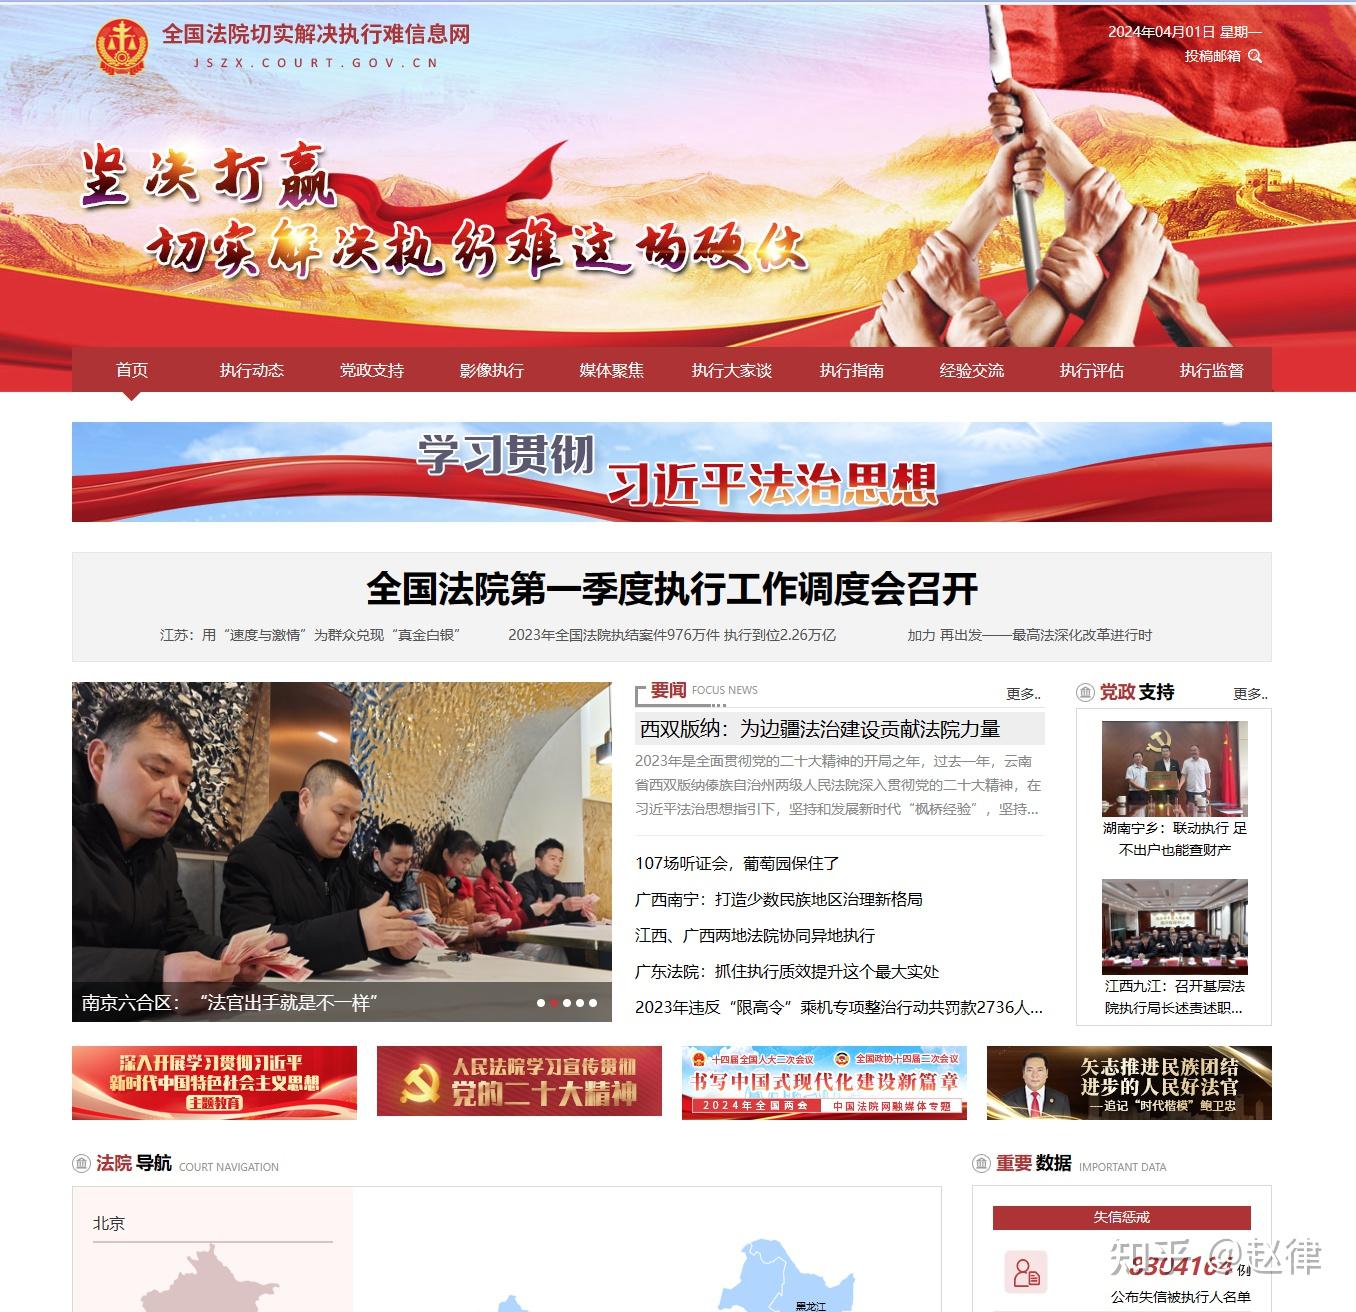 全国法院切实解决执行难信息网
JSZX.COURT.GOV.CN
2024年04月01日 星期一
投稿邮箱
坚决打赢
切实解决执行难这场硬仗
首页 执行动态 党政支持 影像执行 媒体聚焦 执行大家谈 执行指南 经验交流 执行评估 执行监督
学习贯彻
习近平法治思想
全国法院第一季度执行工作调度会召开
江苏：用“速度与激情”为群众兑现“真金白银” 2023年全国法院执结案件976万件 执行到位2.26万亿 加力 再出发——最高法深化改革进行时
南京六合区：“法官出手就是不一样”
要闻 FOCUS NEWS 更多..
西双版纳：为边疆法治建设贡献法院力量
2023年是全面贯彻党的二十大精神的开局之年，过去一年，云南
省西双版纳傣族自治州两级人民法院深入贯彻党的二十大精神，在
习近平法治思想指引下，坚持和发展新时代“枫桥经验”，坚持...
107场听证会，葡萄园保住了
广西南宁：打造少数民族地区治理新格局
江西、广西两地法院协同异地执行
广东法院：抓住执行质效提升这个最大实处
2023年违反“限高令”乘机专项整治行动共罚款2736人...
党政 支持 更多..
湖南宁乡：联动执行 足
不出户也能查财产
江西九江：召开基层法
院执行局长述责述职...
深入开展学习贯彻习近平
新时代中国特色社会主义思想
主题教育
人民法院学习宣传贯彻
党的二十大精神
十四届全国人大二次会议 全国政协十四届二次会议
书写中国式现代化建设新篇章
2024年全国两会 中国法院网融媒体专题
矢志推进民族团结
进步的人民好法官
—追记“时代楷模”鲍卫忠
法院 导航 COURT NAVIGATION
北京
黑龙江
重要 数据 IMPORTANT DATA
失信惩戒
8304164 例
公布失信被执行人名单
知乎 @赵律